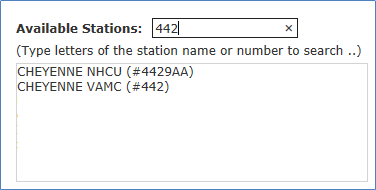 Available Stations: 442 ×
(Type letters of the station name or number to search ..)
CHEYENNE NHCU (#4429AA)
CHEYENNE VAMC (#442)